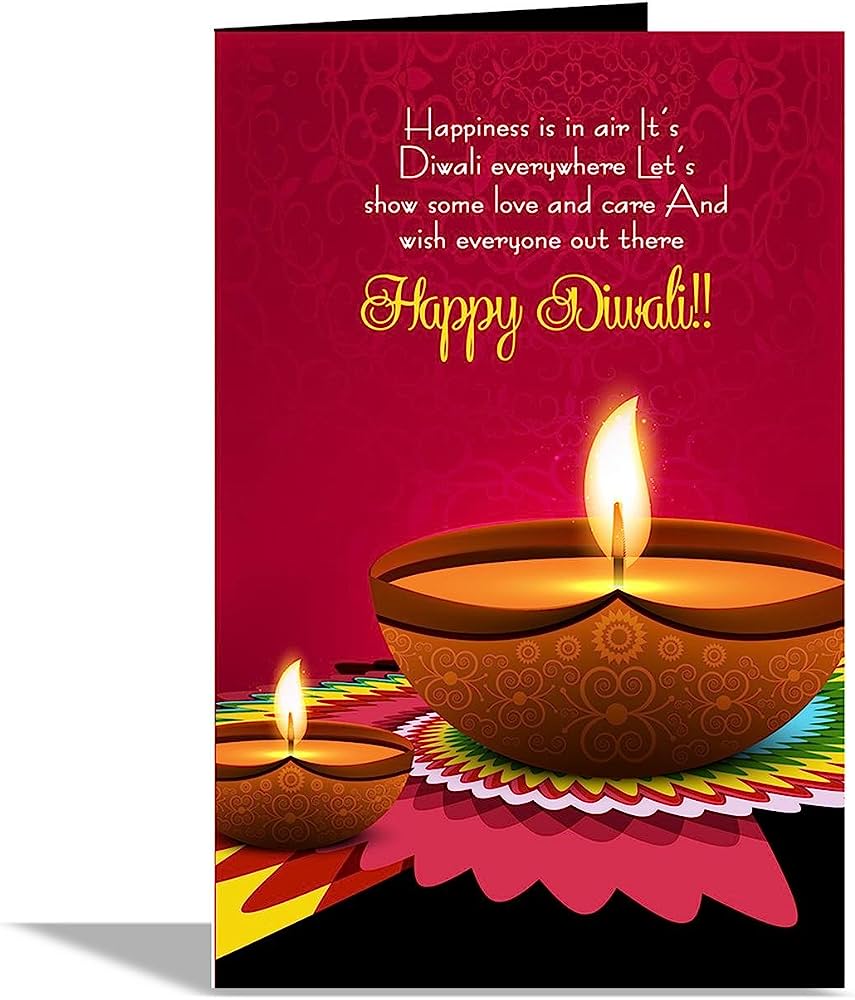 Happiness is in air It's
Diwali everywhere Let's
show some love and care And
wish everyone out there
Happy Diwali!!